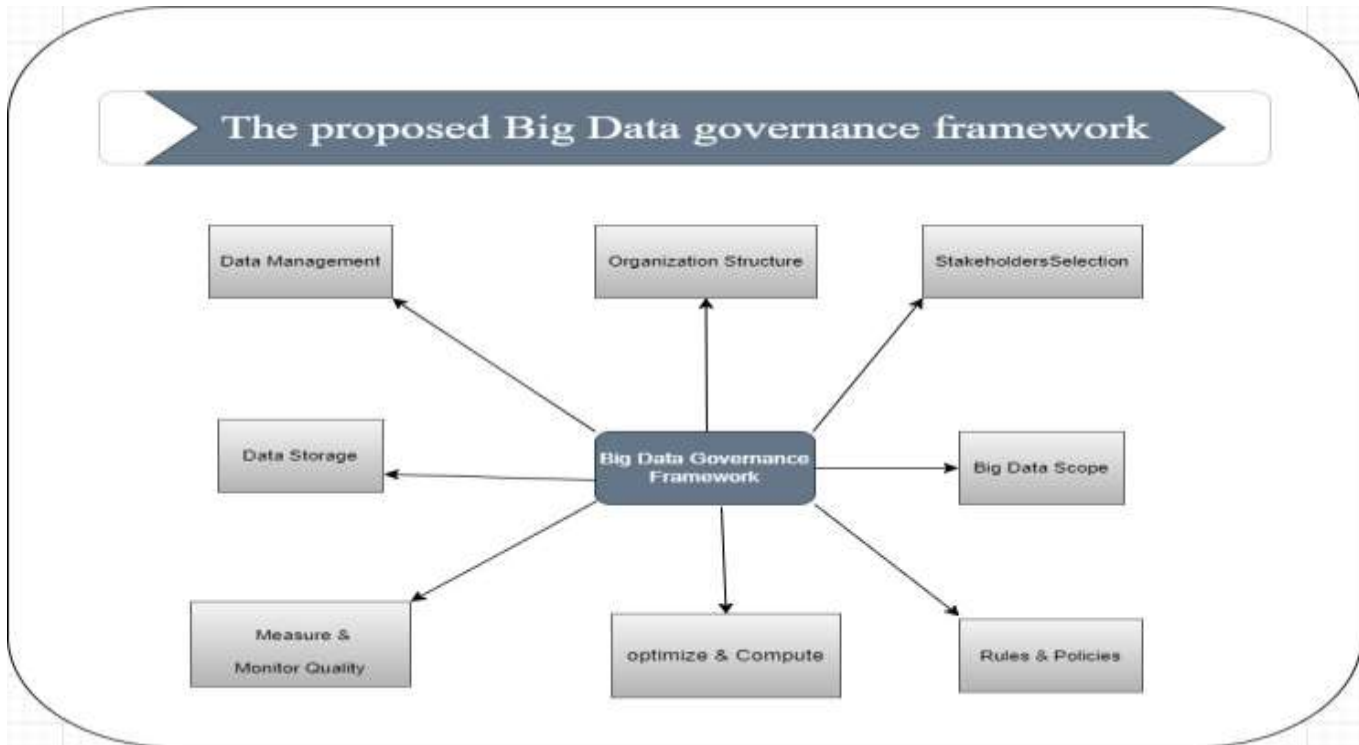 The proposed Big Data governance framework
Data Management
Organization Structure
StakeholdersSelection
Data Storage
Big Data Governance
Framework
Big Data Scope
Measure &
Monitor Quality
optimize & Compute
Rules & Policies